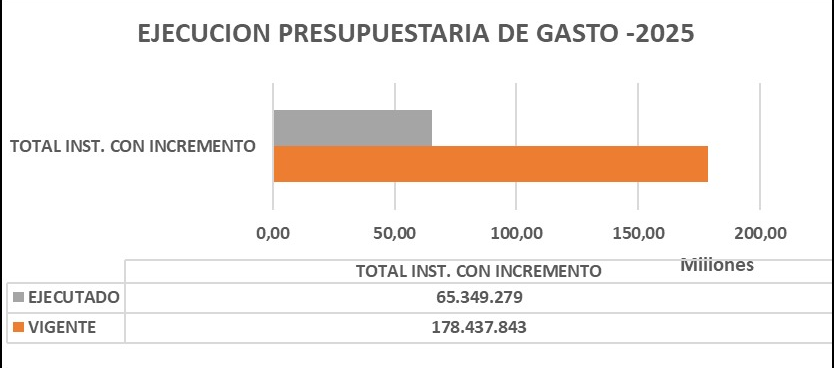 EJECUCION PRESUPUESTARIA DE GASTO -2025
TOTAL INST. CON INCREMENTO
0,00 50,00 100,00 150,00 200,00
Millones
TOTAL INST. CON INCREMENTO
EJECUTADO 65.349.279
VIGENTE 178.437.843